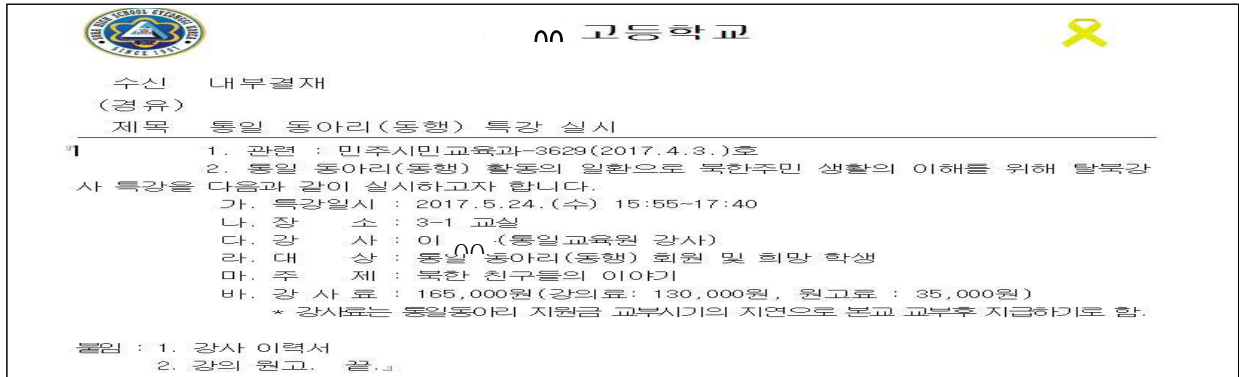 고등학교
수신 내부결재
(경유)
제목 통일 동아리(동행) 특강 실시
1. 관련 : 민주시민교육과-3629(2017.4.3.)호
2. 통일 동아리(동행) 활동의 일환으로 북한주민 생활의 이해를 위해 탈북강
사 특강을 다음과 같이 실시하고자 합니다.
가. 특강일시 : 2017.5.24.(수) 15:55~17:40
나. 장 소 : 3-1 교실
다. 강 사 : 이 (통일교육원 강사)
라. 대 상 : 통일 동아리(동행) 회원 및 희망 학생
마. 주 제 : 북한 친구들의 이야기
바. 강 사 료 : 165,000원(강의료: 130,000원, 원고료 : 35,000원)
* 강사료는 통일동아리 지원금 교부시기의 지연으로 본교 교부후 지급하기로 함.
붙임 : 1. 강사 이력서
2. 강의 원고. 끝.』